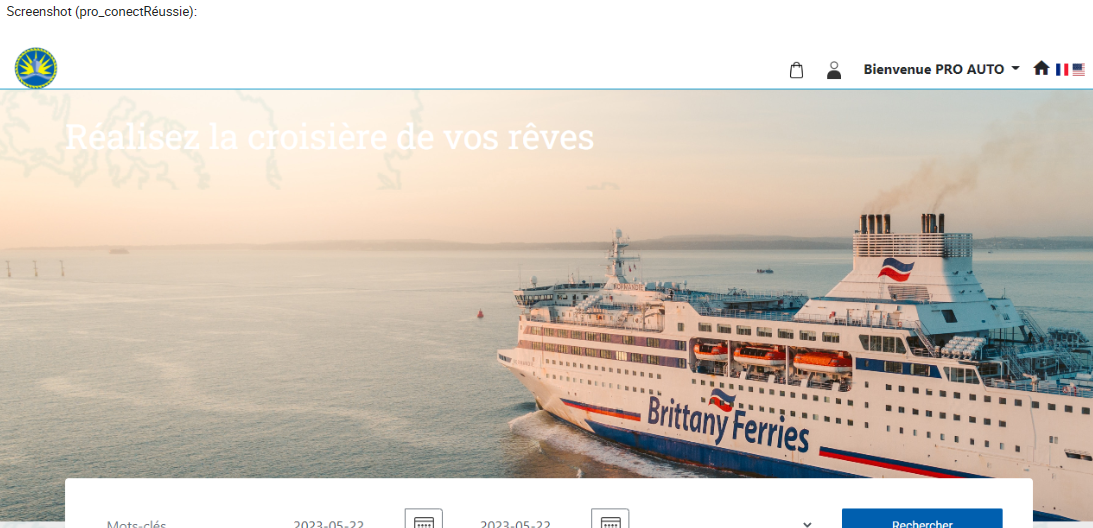 Screenshot (pro_conectRéussie):
Bienvenue PRO AUTO
Réalisez la croisière de vos rêves
NORMANDIE
Brittany Ferries
Mots-clés
2023-05-22
2023-05-22
Rechercher